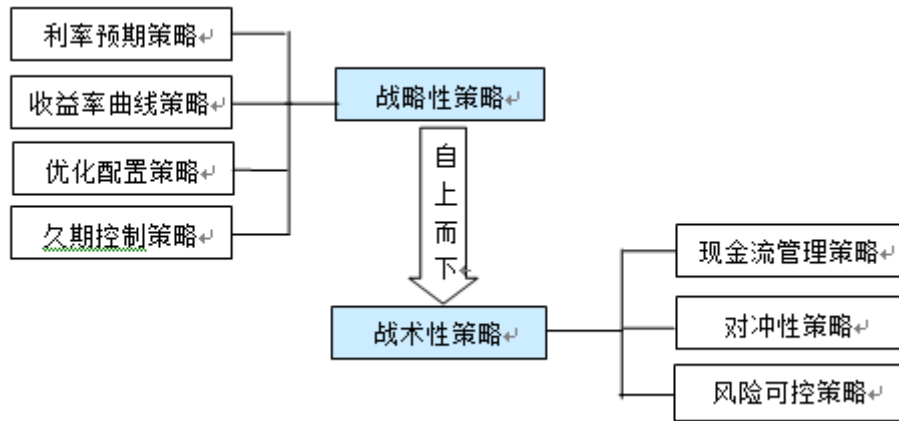 利率预期策略
收益率曲线策略
优化配置策略
久期控制策略
战略性策略
自上而下
战术性策略
现金流管理策略
对冲性策略
风险可控策略